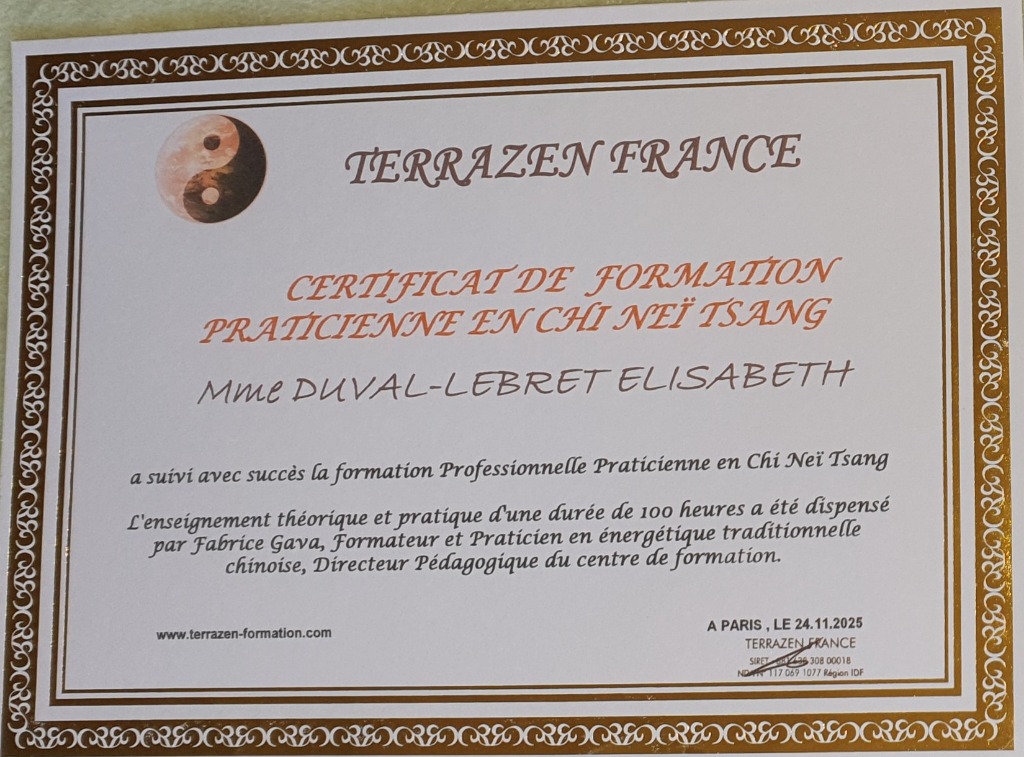 TERRAZEN FRANCE
CERTIFICAT DE FORMATION
PRATICIENNE EN CHI NEÏ TSANG
Mme DUVAL-LEBRET ELISABETH
a suivi avec succès la formation Professionnelle Praticienne en Chi Neï Tsang
L'enseignement théorique et pratique d'une durée de 100 heures a été dispensé
par Fabrice Gava, Formateur et Praticien en énergétique traditionnelle
chinoise, Directeur Pédagogique du centre de formation.
www.terrazen-formation.com
A PARIS , LE 24.11.2025
TERRAZEN FRANCE
SIRET 308 00018
117 069 1077 Région IDF